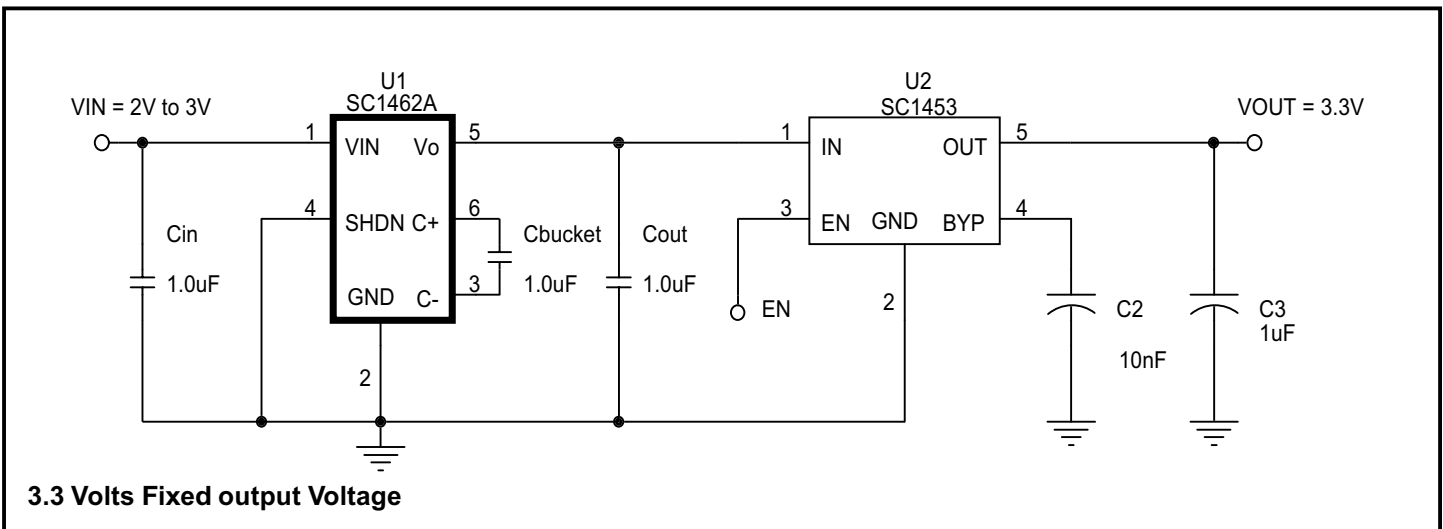 U1
SC1462A
U2
SC1453
VIN = 2V to 3V
VOUT = 3.3V
1 VIN Vo 5
1 IN OUT 5
4 SHDN C+ 6
3 EN GND BYP 4
Cin
1.0uF
Cbucket
1.0uF
Cout
1.0uF
GND C- 3
2
EN
2
C2
10nF
C3
1uF
3.3 Volts Fixed output Voltage